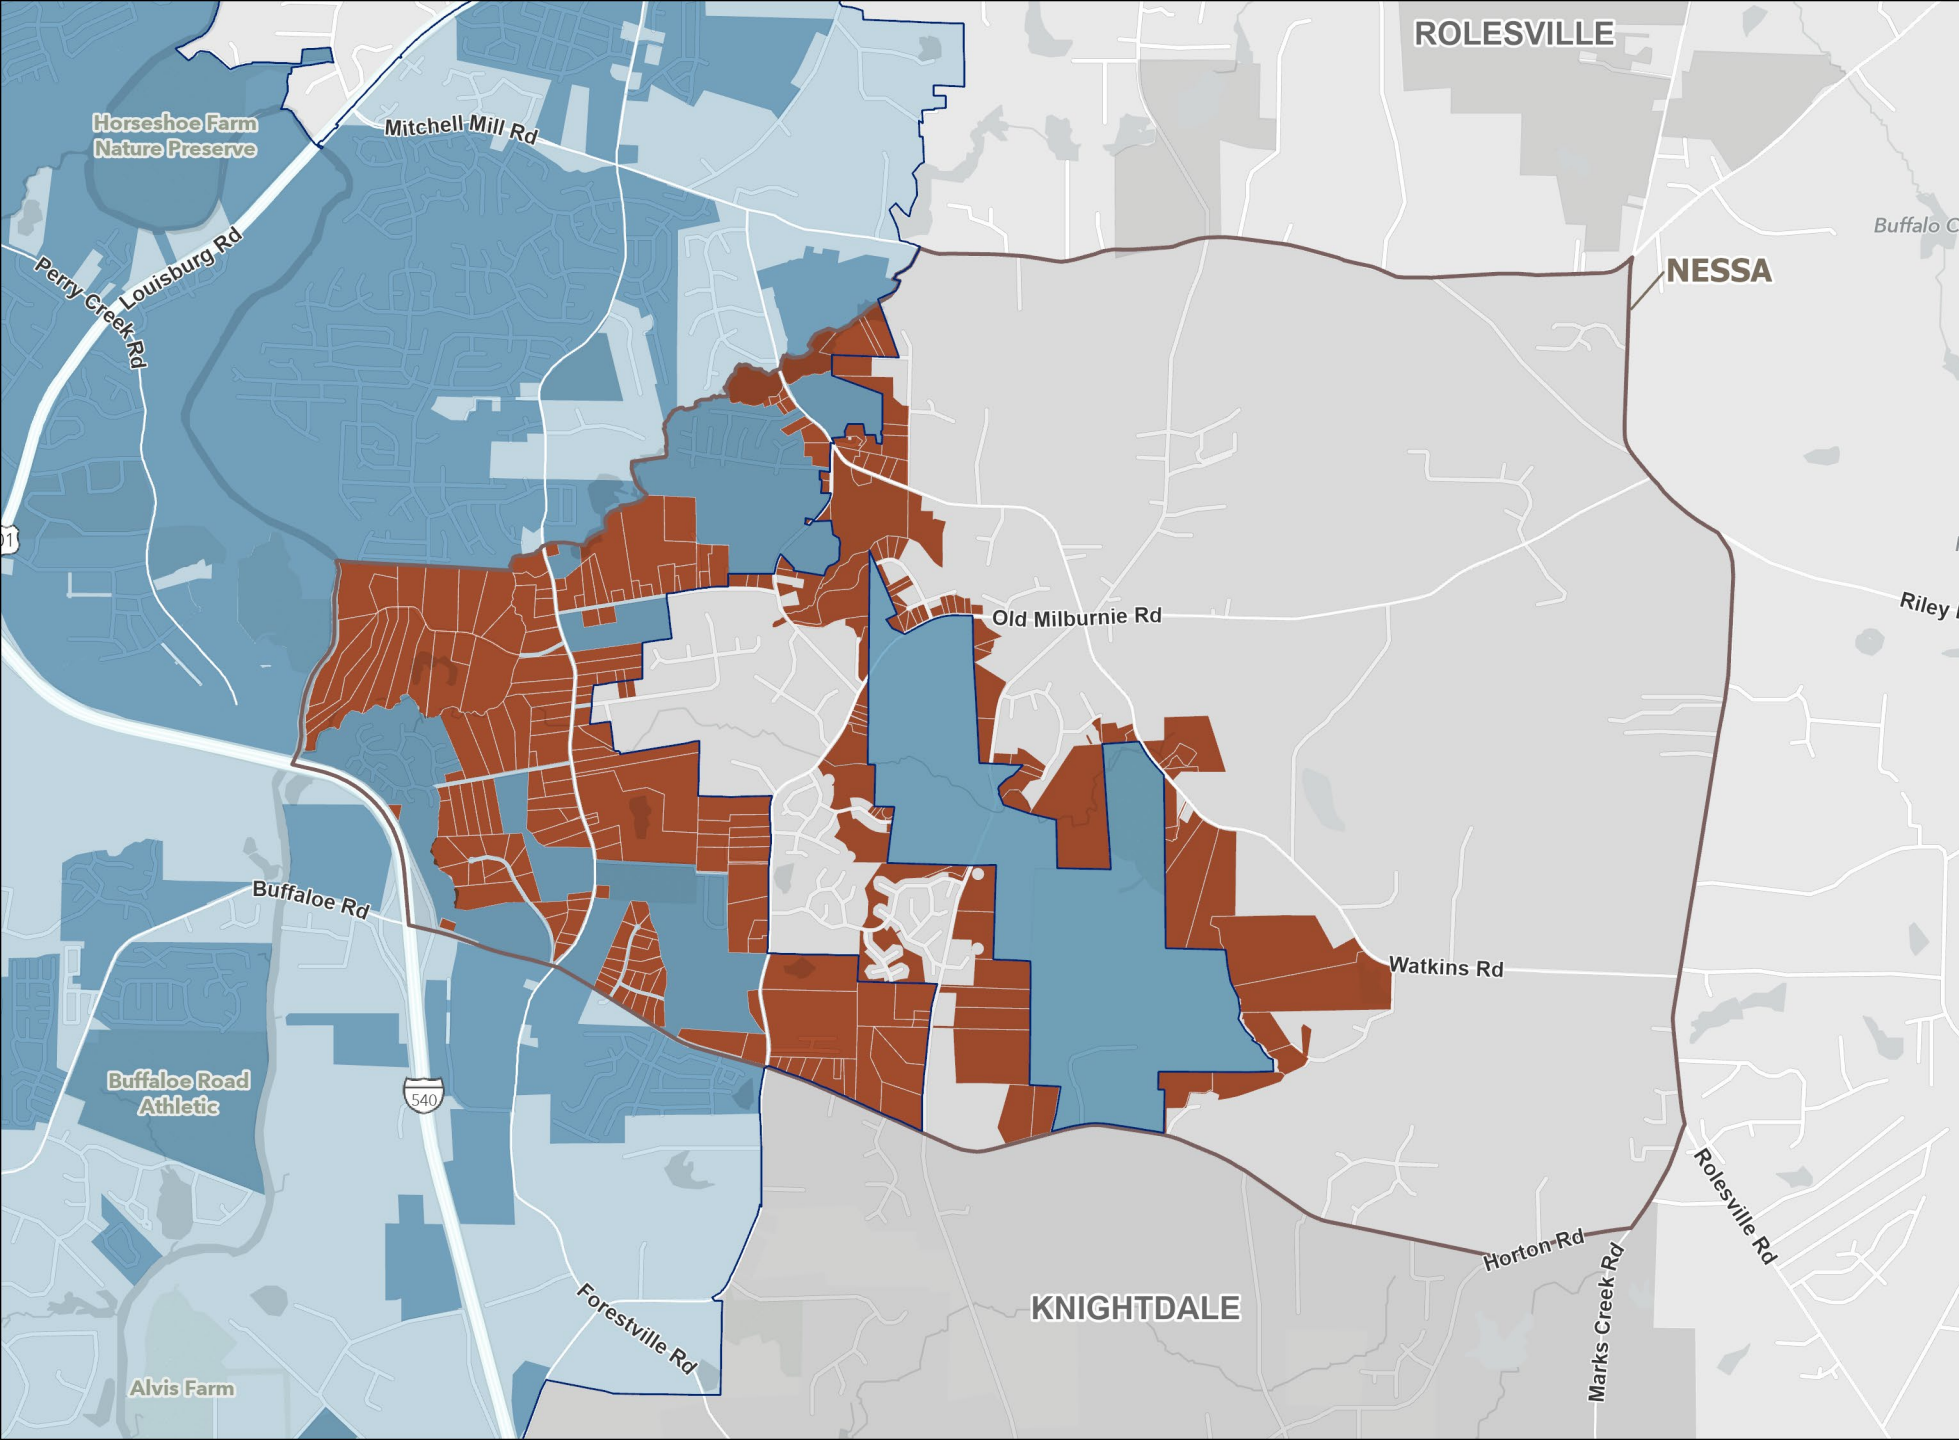 ROLESVILLE
Horseshoe Farm
Nature Preserve
Mitchell Mill Rd
Louisburg Rd
Perry Creek Rd
Buffalo C
NESSA
01
Riley
Old Milburnie Rd
Buffaloe Rd
Watkins Rd
Buffaloe Road
Athletic
540
Rolesville Rd
Horton Rd
Marks Creek Rd
KNIGHTDALE
Forestville Rd
Alvis Farm